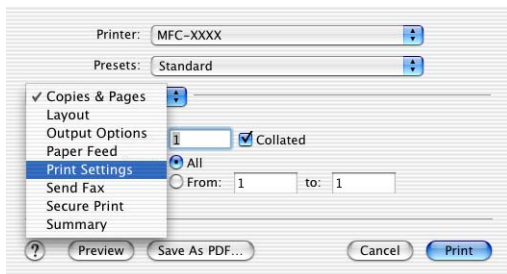 Printer: MFC-XXXX
Presets: Standard
✓ Copies & Pages
Layout
Output Options
1 Collated
Paper Feed
All
Print Settings
From: 1 to: 1
Send Fax
Secure Print
Summary
? Preview Save As PDF... Cancel Print